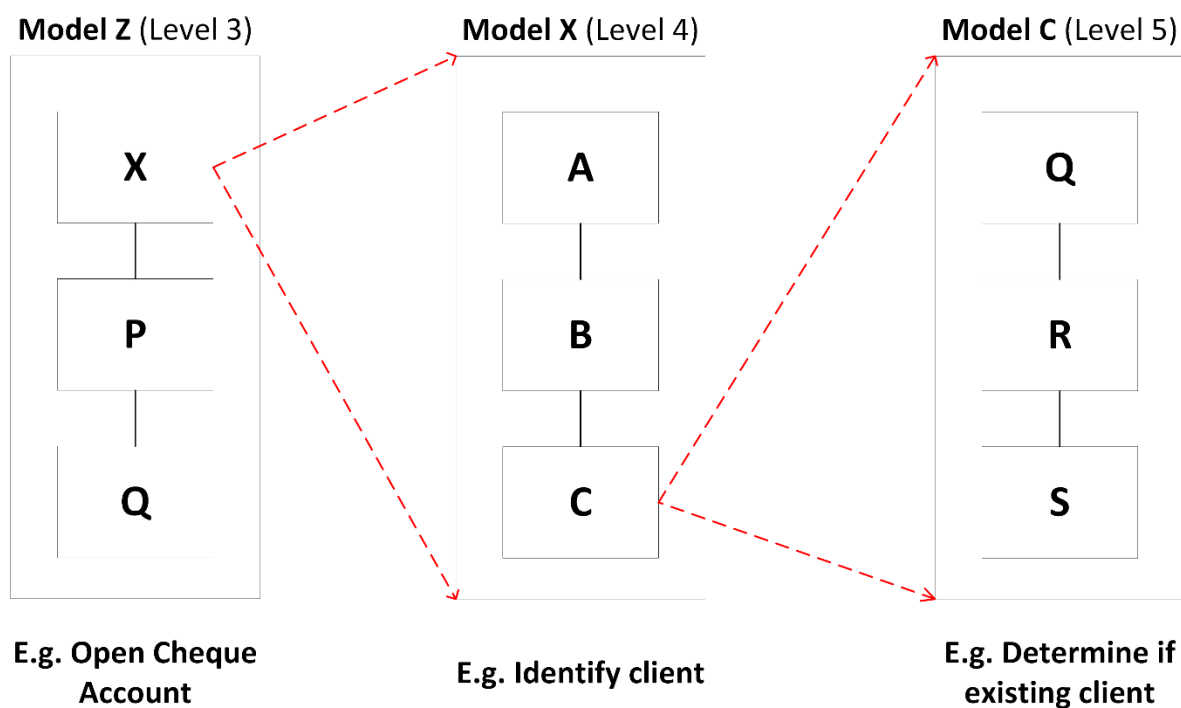 Model Z (Level 3)
X
P
Q
E.g. Open Cheque
Account
Model X (Level 4)
A
B
C
E.g. Identify client
Model C (Level 5)
Q
R
S
E.g. Determine if
existing client